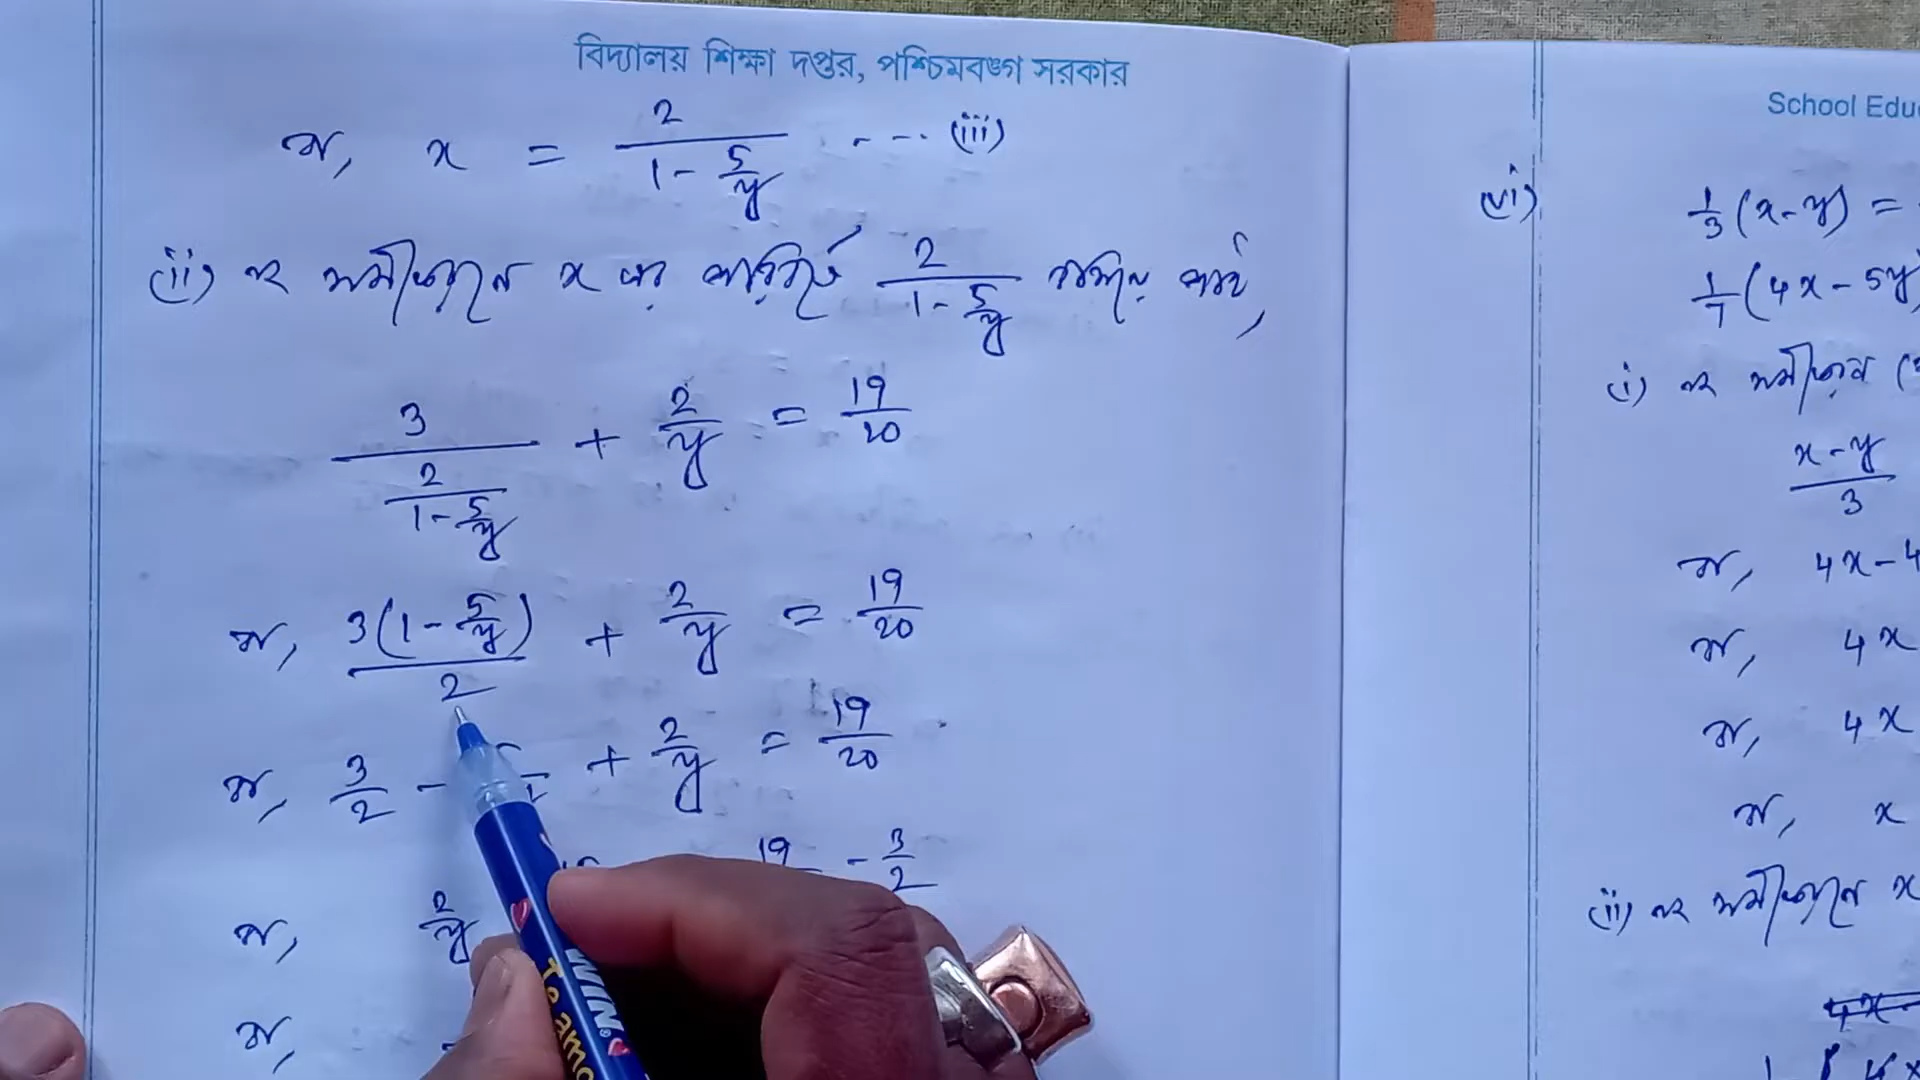 বিদ্যালয় শিক্ষা দপ্তর, পশ্চিমবঙ্গ সরকার
বা, x = 2/(1 - 5/y) --- (iii)
(ii) নং সমীকরণে x এর পরিবর্তে 2/(1 - 5/y) বসিয়ে পাই,
3/(2/(1 - 5/y)) + 2/y = 19/20
বা, 3(1 - 5/y)/2 + 2/y = 19/20
বা, 3/2 - + 2/y = 19/20
বা, 2/y 19 - 3/2
বা,
School Edu
(vi) 1/3 (x - y) =
1/7 (4x - 5y)
(i) নং সমীকরণ
x - y/3
বা, 4x - 4
বা, 4x
বা, 4x
বা, x
(ii) নং সমীকরণে x